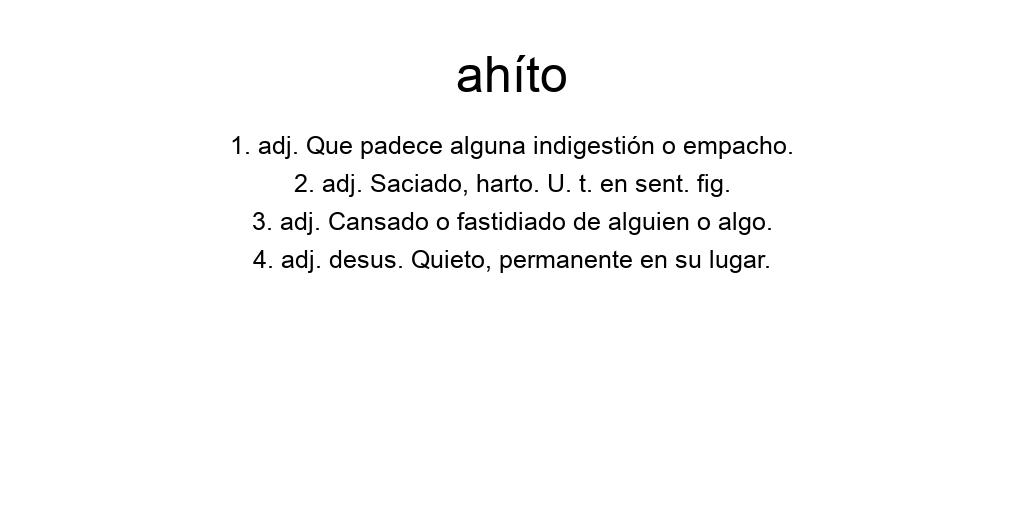 ahíto
1. adj. Que padece alguna indigestión o empacho.
2. adj. Saciado, harto. U. t. en sent. fig.
3. adj. Cansado o fastidiado de alguien o algo.
4. adj. desus. Quieto, permanente en su lugar.